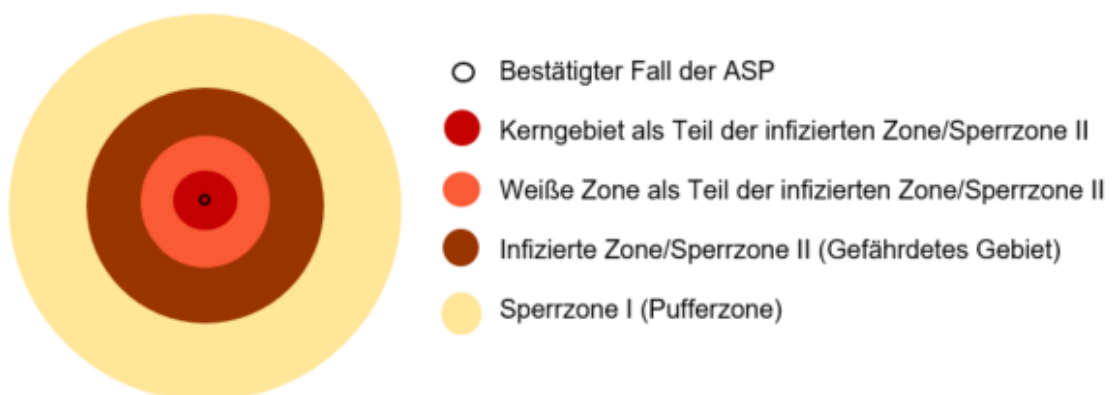 Bestätigter Fall der ASP
Kerngebiet als Teil der infizierten Zone/Sperrzone II
Weiße Zone als Teil der infizierten Zone/Sperrzone II
Infizierte Zone/Sperrzone II (Gefährdetes Gebiet)
Sperrzone I (Pufferzone)